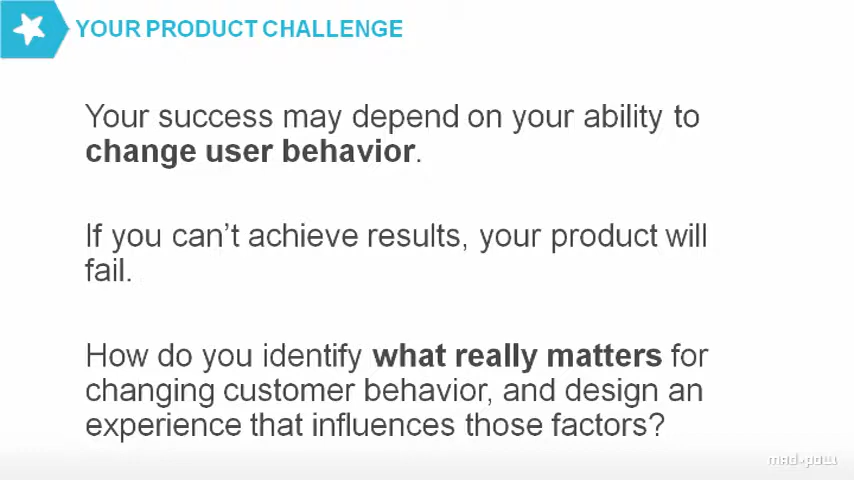 YOUR PRODUCT CHALLENGE
Your success may depend on your ability to
change user behavior.
If you can't achieve results, your product will
fail.
How do you identify what really matters for
changing customer behavior, and design an
experience that influences those factors?
mad*pow